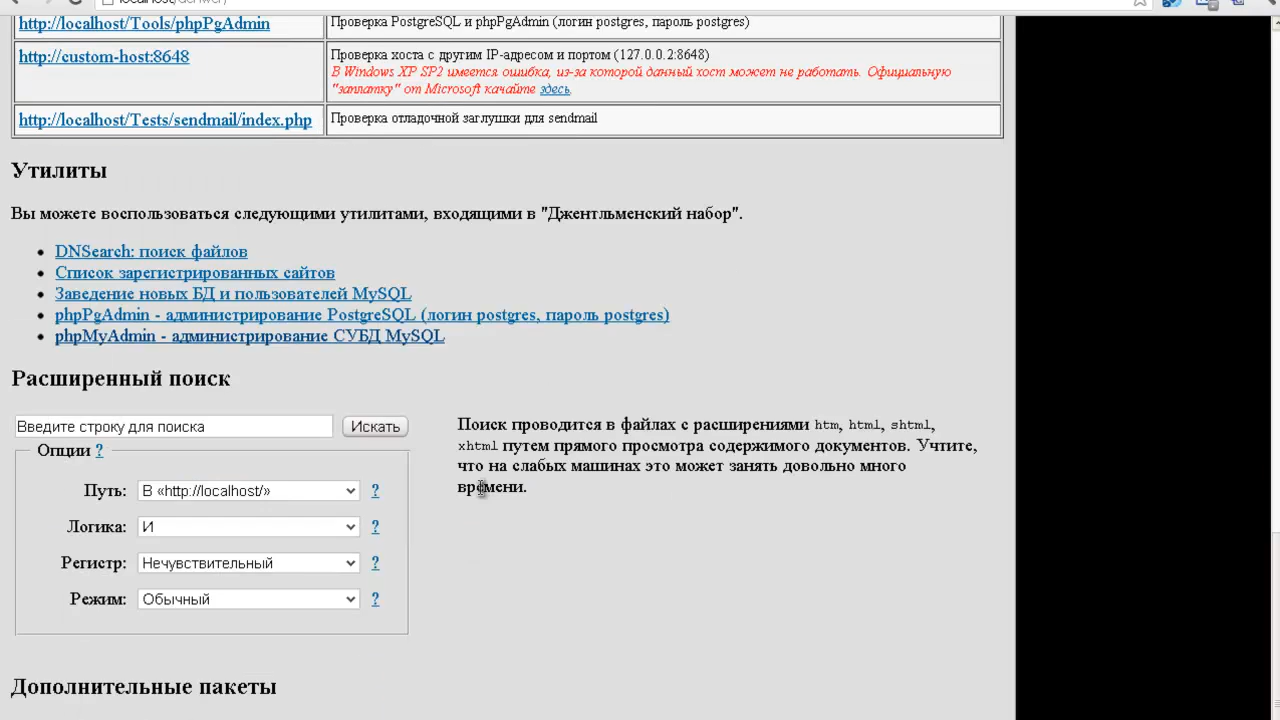 http://localhost/Tools/phpPgAdmin Проверка PostgreSQL и phpPgAdmin (логин postgres, пароль postgres)
http://custom-host:8648 Проверка хоста с другим IP-адресом и портом (127.0.0.2:8648)
В Windows XP SP2 имеется ошибка, из-за которой данный хост может не работать. Официальную
"заплатку" от Microsoft качайте здесь.
http://localhost/Tests/sendmail/index.php Проверка отладочной заглушки для sendmail
Утилиты
Вы можете воспользоваться следующими утилитами, входящими в "Джентльменский набор".
DNSearch: поиск файлов
Список зарегистрированных сайтов
Заведение новых БД и пользователей MySQL
phpPgAdmin - администрирование PostgreSQL (логин postgres, пароль postgres)
phpMyAdmin - администрирование СУБД MySQL
Расширенный поиск
Введите строку для поиска Искать
Опции ?
Путь: В «http://localhost/» ?
Логика: И ?
Регистр: Нечувствительный ?
Режим: Обычный ?
Поиск проводится в файлах с расширениями htm, html, shtml,
xhtml путем прямого просмотра содержимого документов. Учтите,
что на слабых машинах это может занять довольно много
времени.
Дополнительные пакеты